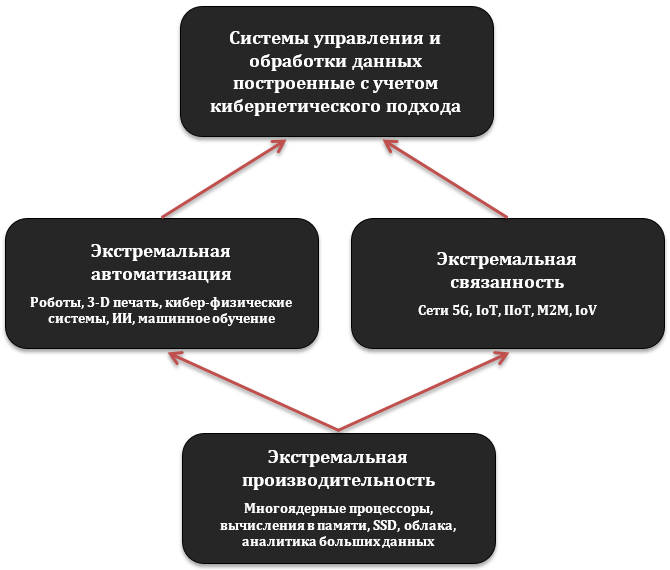 Системы управления и
обработки данных
построенные с учетом
кибернетического подхода
Экстремальная
автоматизация
Роботы, 3-D печать, кибер-физические
системы, ИИ, машинное обучение
Экстремальная
связанность
Сети 5G, IoT, IIoT, M2M, IoV
Экстремальная
производительность
Многоядерные процессоры,
вычисления в памяти, SSD, облака,
аналитика больших данных